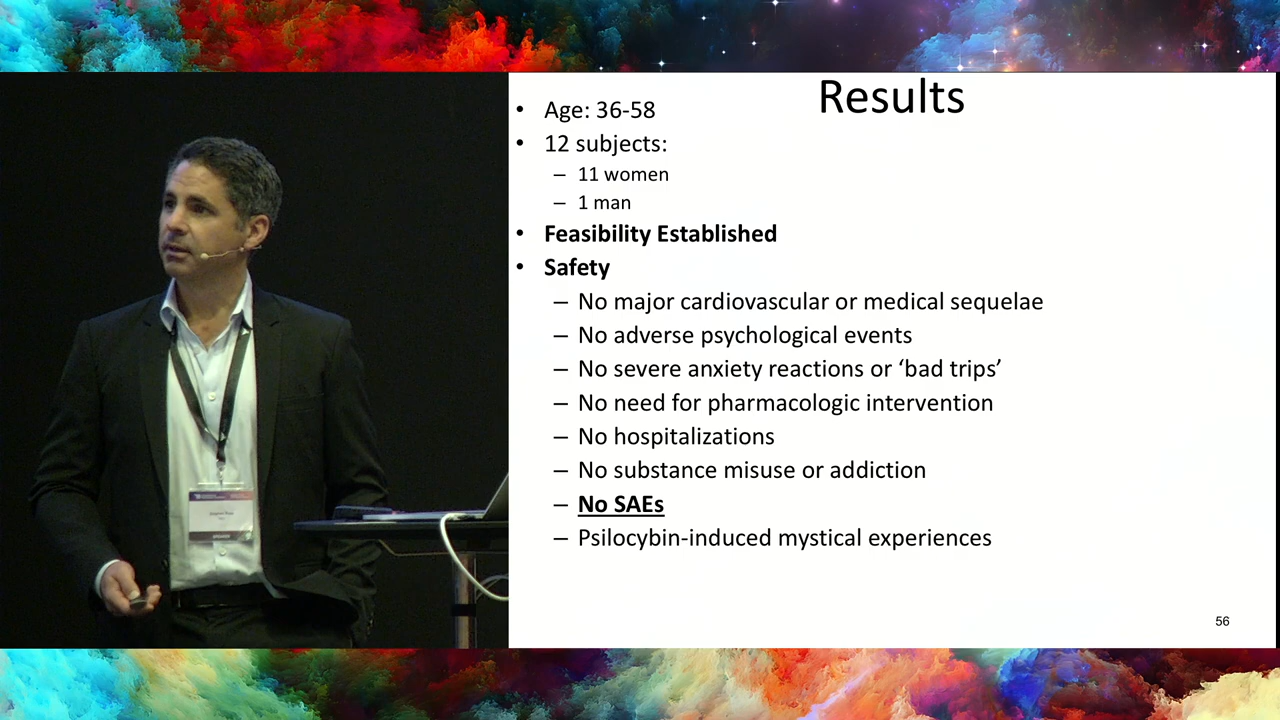 Results
• Age: 36-58
• 12 subjects:
– 11 women
– 1 man
• Feasibility Established
• Safety
– No major cardiovascular or medical sequelae
– No adverse psychological events
– No severe anxiety reactions or ‘bad trips’
– No need for pharmacologic intervention
– No hospitalizations
– No substance misuse or addiction
– No SAEs
– Psilocybin-induced mystical experiences
56